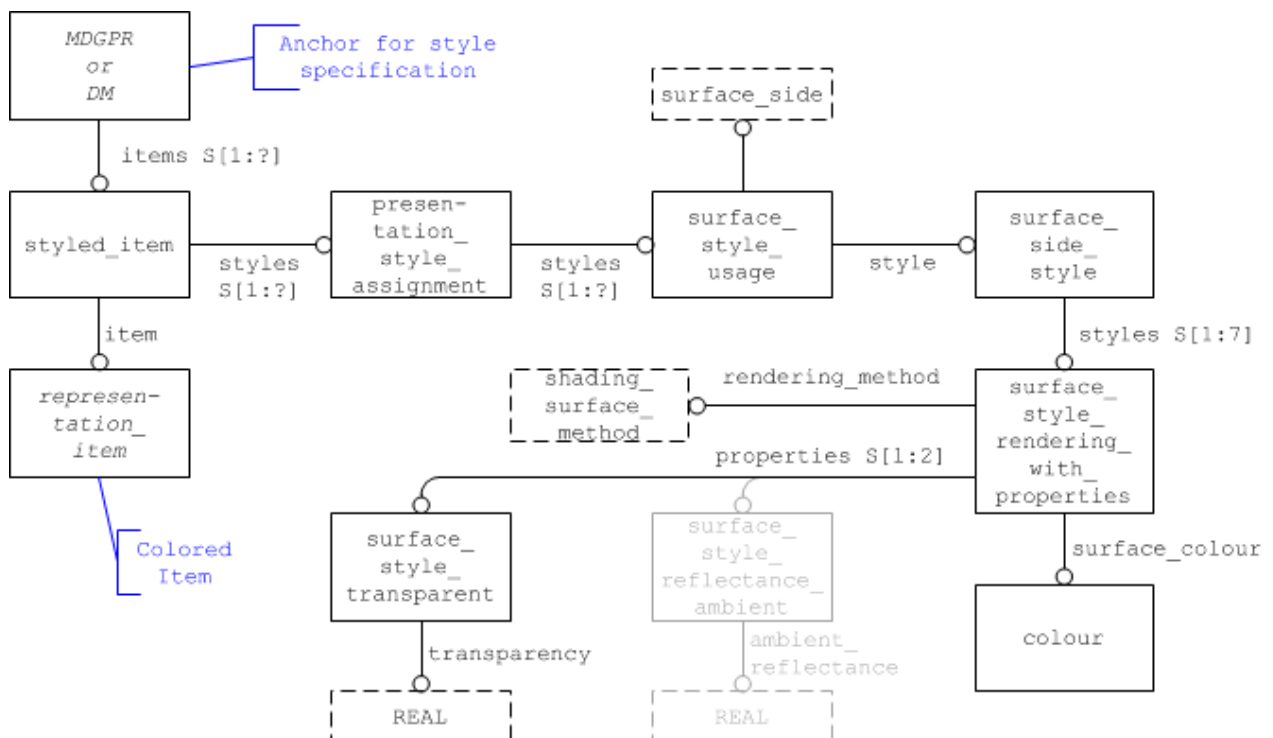 MDGPR
or
DM
Anchor for style
specification
surface_side
items S[1:?]
styled_item
styles
S[1:?]
presen-
tation_
style_
assignment
styles
S[1:?]
surface_
style_
usage
style
surface_
side_
style
item
styles S[1:7]
represen-
tation_
item
shading_
surface_
method
rendering_method
surface_
style_
rendering_
with_
properties
properties S[1:2]
Colored
Item
surface_
style_
transparent
surface_
style_
reflectance_
ambient
surface_colour
colour
transparency
ambient_
reflectance
REAL
REAL